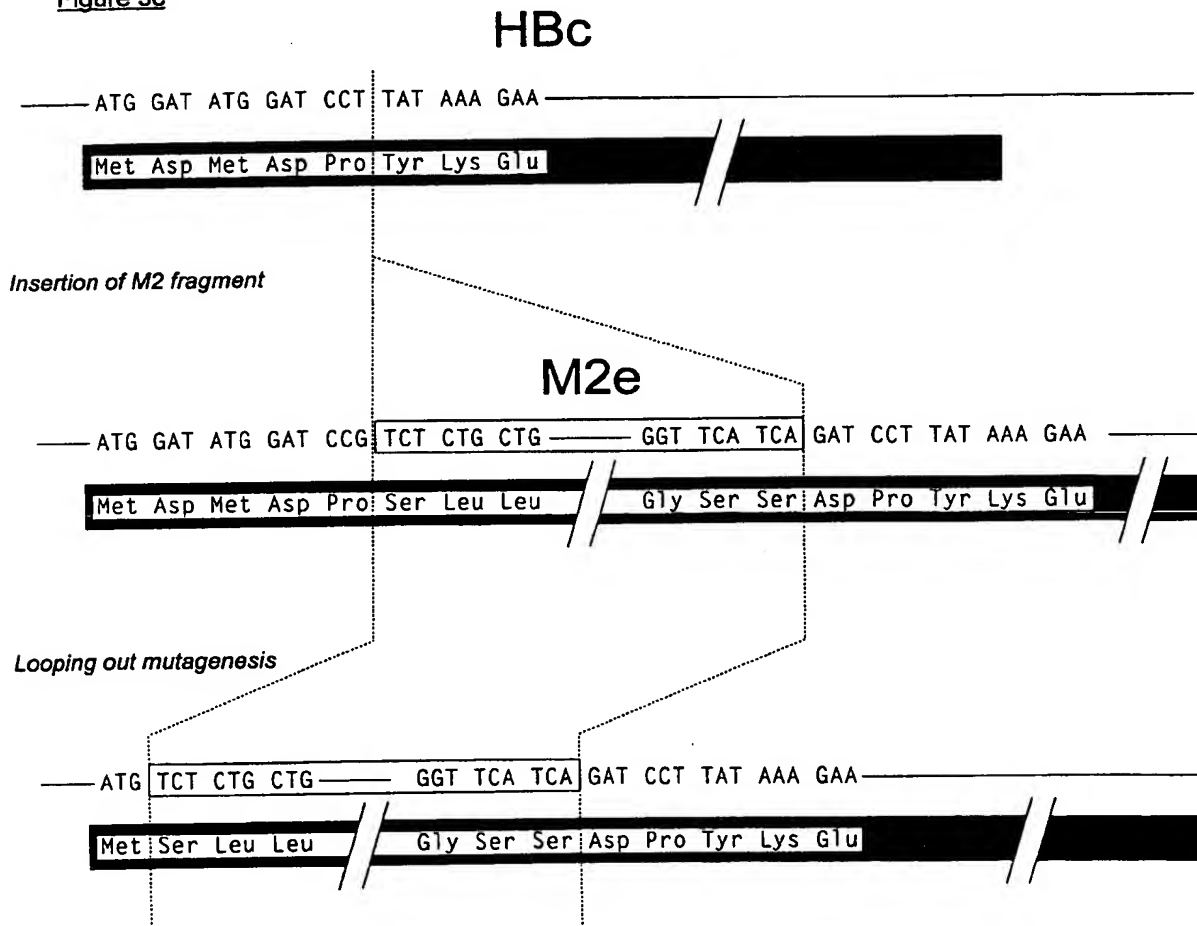 Figure 3c
HBc
ATG GAT ATG GAT CCT TAT AAA GAA
Met Asp Met Asp Pro Tyr Lys Glu
Insertion of M2 fragment
M2e
ATG GAT ATG GAT CCG TCT CTG CTG GGT TCA TCA GAT CCT TAT AAA GAA
Met Asp Met Asp Pro Ser Leu Leu Gly Ser Ser Asp Pro Tyr Lys Glu
Looping out mutagenesis
ATG TCT CTG CTG GGT TCA TCA GAT CCT TAT AAA GAA
Met Ser Leu Leu Gly Ser Ser Asp Pro Tyr Lys Glu